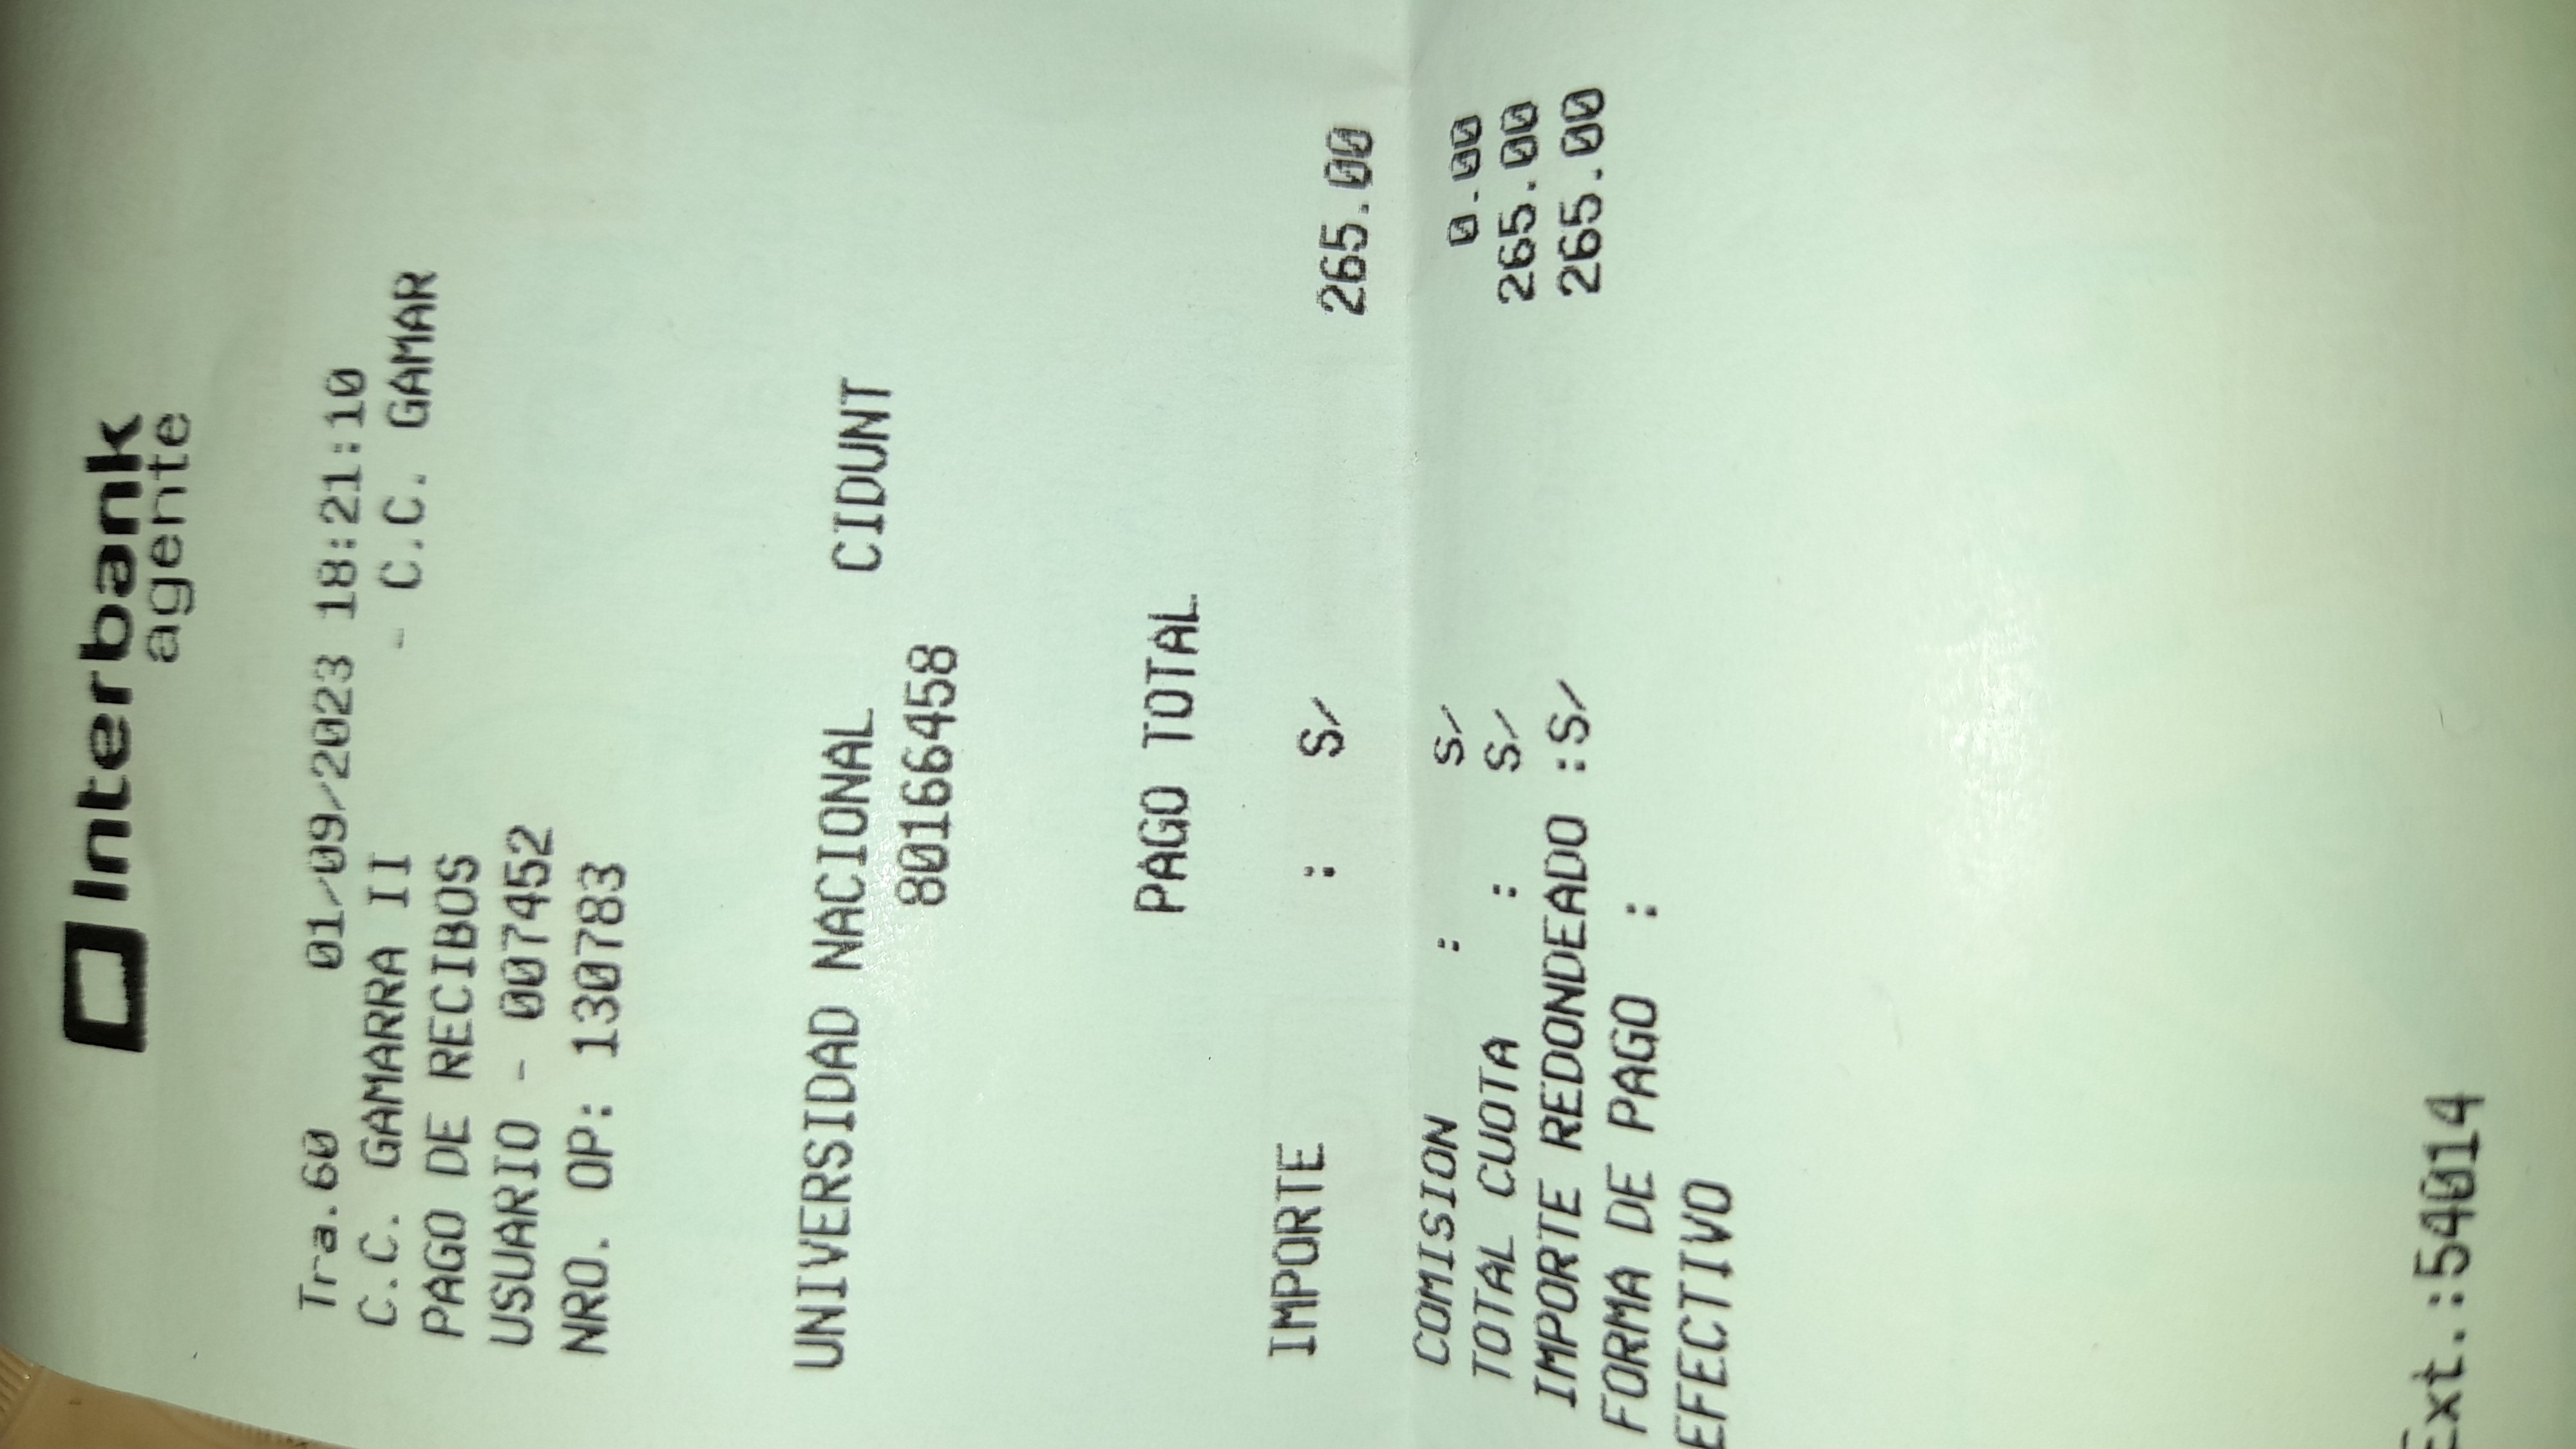 Interbank
agente
Tra.60 01/09/2023 18:21:10
C.C. GAMARRA II - C.C. GAMAR
PAGO DE RECIBOS
USUARIO - 007452
NRO. OP: 130783
UNIVERSIDAD NACIONAL CIDUNT
80166458
PAGO TOTAL
IMPORTE : S/ 265.00
COMISION : S/ 0.00
TOTAL CUOTA : S/ 265.00
IMPORTE REDONDEADO :S/ 265.00
FORMA DE PAGO :
EFECTIVO
Ext.:54014